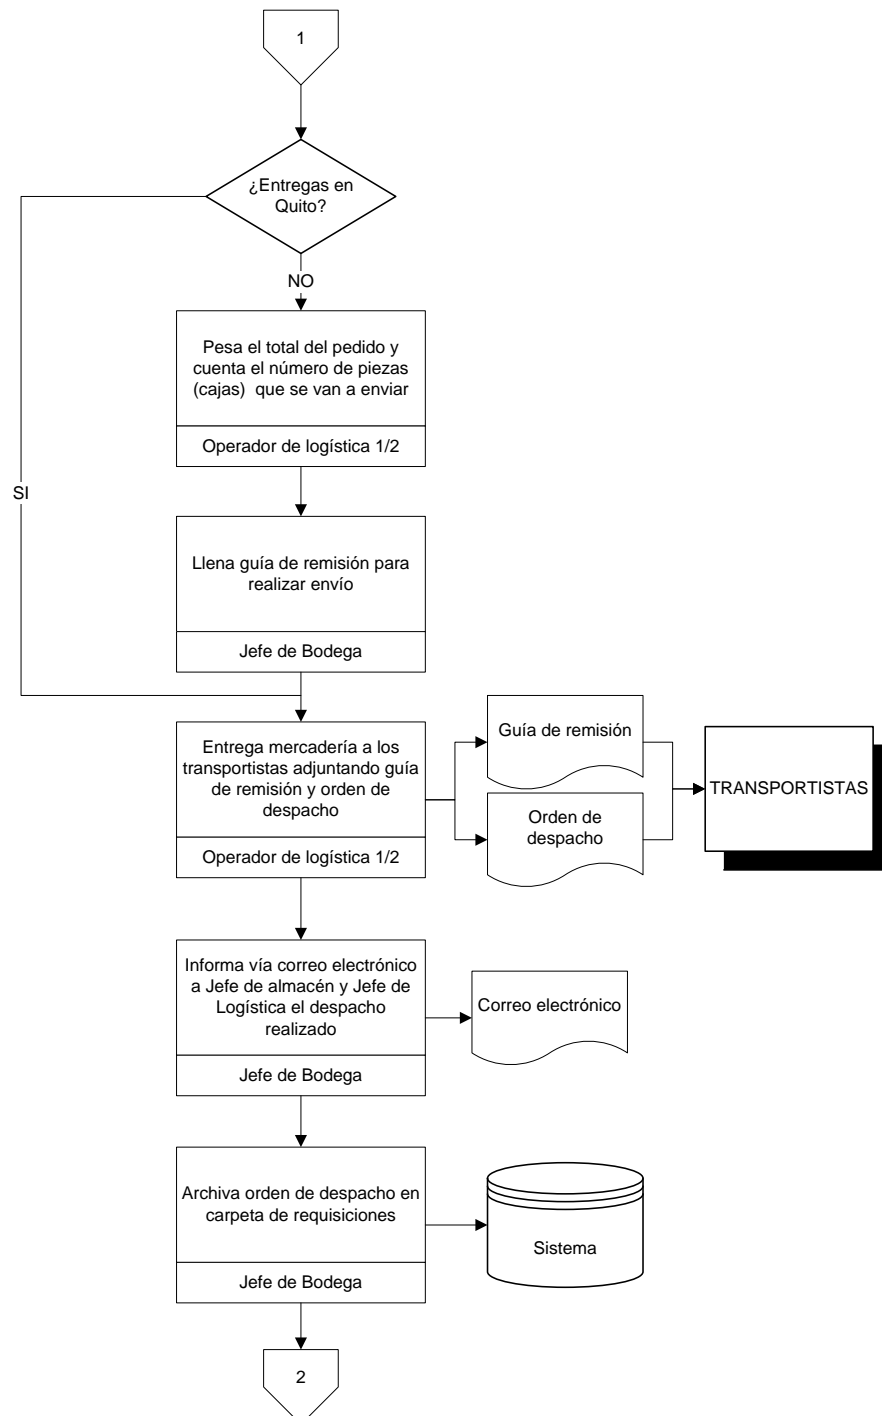 1
¿Entregas en
Quito?
NO
Pesa el total del pedido y
cuenta el número de piezas
(cajas)  que se van a enviar
Operador de logística 1/2
SI
Llena guía de remisión para
realizar envío
Jefe de Bodega
Entrega mercadería a los
transportistas adjuntando guía
de remisión y orden de
despacho
Operador de logística 1/2
Guía de remisión
Orden de
despacho
TRANSPORTISTAS
Informa vía correo electrónico
a Jefe de almacén y Jefe de
Logística el despacho
realizado
Jefe de Bodega
Correo electrónico
Archiva orden de despacho en
carpeta de requisiciones
Jefe de Bodega
Sistema
2